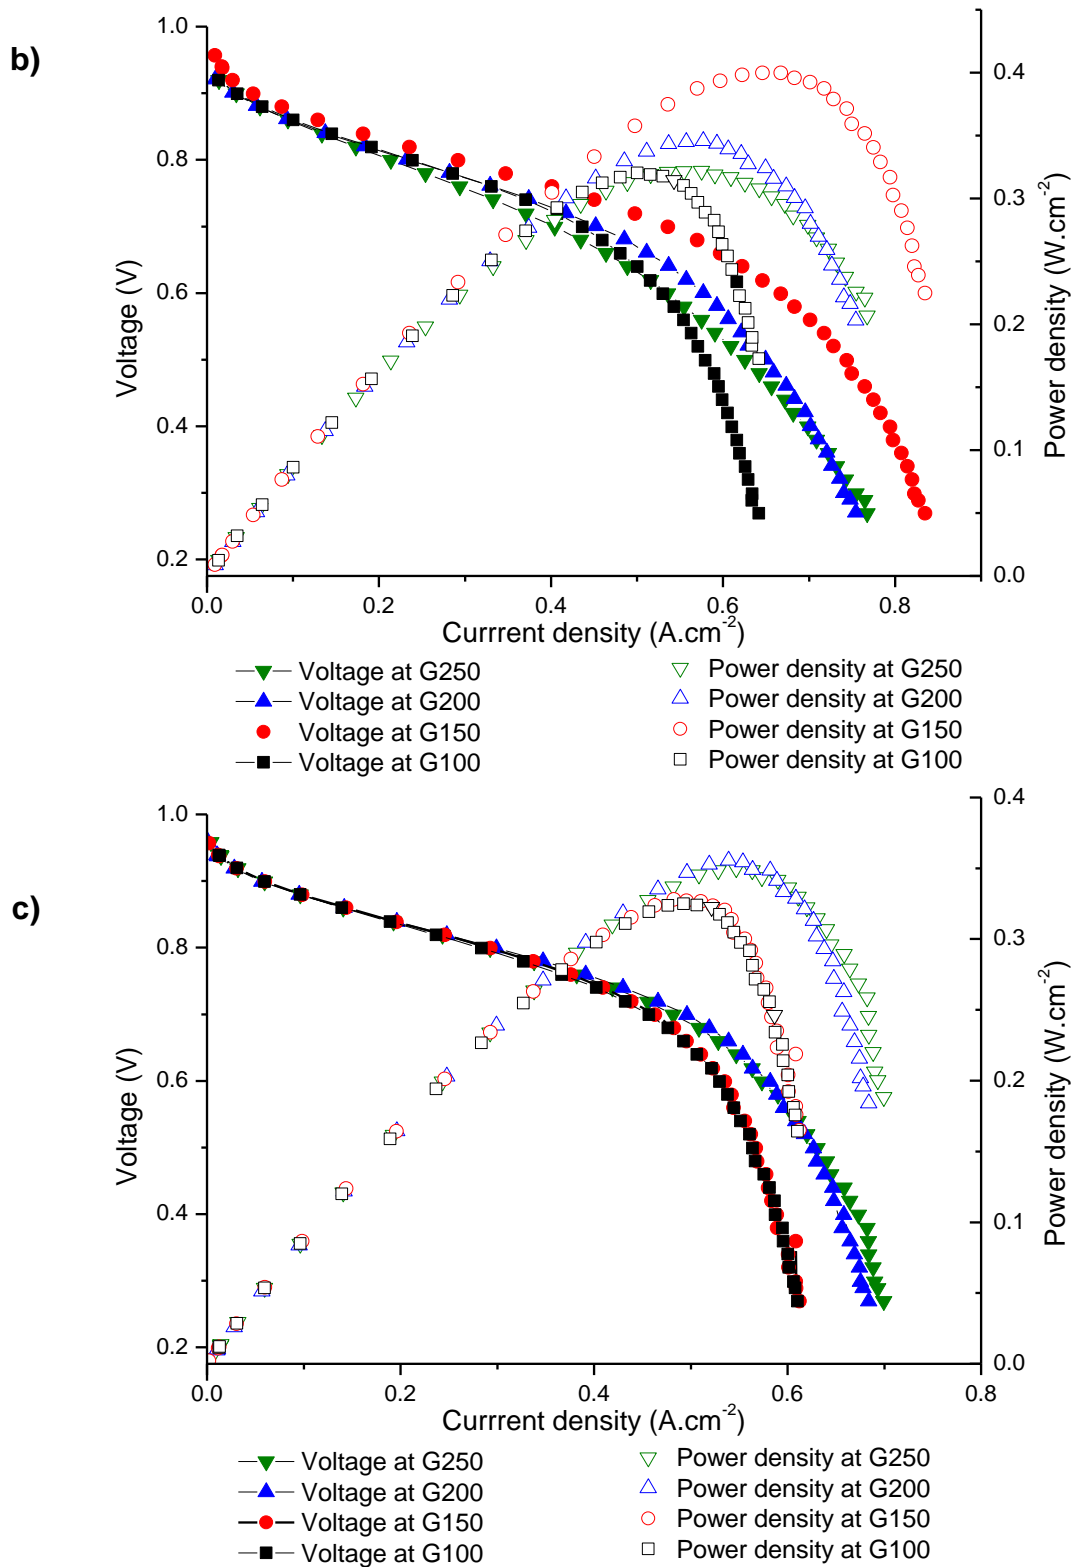 b)
1.0
0.8
0.6
0.4
0.2
Voltage (V)
0.4
0.3
0.2
0.1
0.0
Power density (W.cm-2)
0.0 0.2 0.4 0.6 0.8
Currrent density (A.cm-2)
Voltage at G250
Voltage at G200
Voltage at G150
Voltage at G100
Power density at G250
Power density at G200
Power density at G150
Power density at G100
c)
1.0
0.8
0.6
0.4
0.2
Voltage (V)
0.4
0.3
0.2
0.1
0.0
Power density (W.cm-2)
0.0 0.2 0.4 0.6 0.8
Currrent density (A.cm-2)
Voltage at G250
Voltage at G200
Voltage at G150
Voltage at G100
Power density at G250
Power density at G200
Power density at G150
Power density at G100